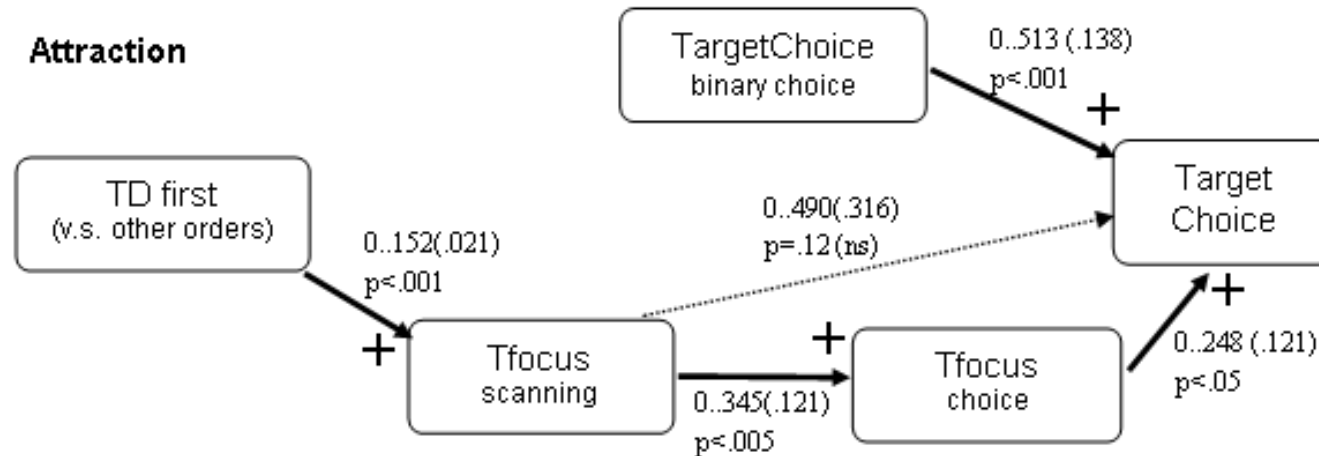 Attraction
TargetChoice
binary choice
0..513 (.138)
p<.001
+
TD first
(v.s. other orders)
0..152(.021)
p<.001
+
0..490(.316)
p=.12 (ns)
Target
Choice
+
Tfocus
scanning
0..345(.121)
p<.005
+
Tfocus
choice
0..248 (.121)
p<.05